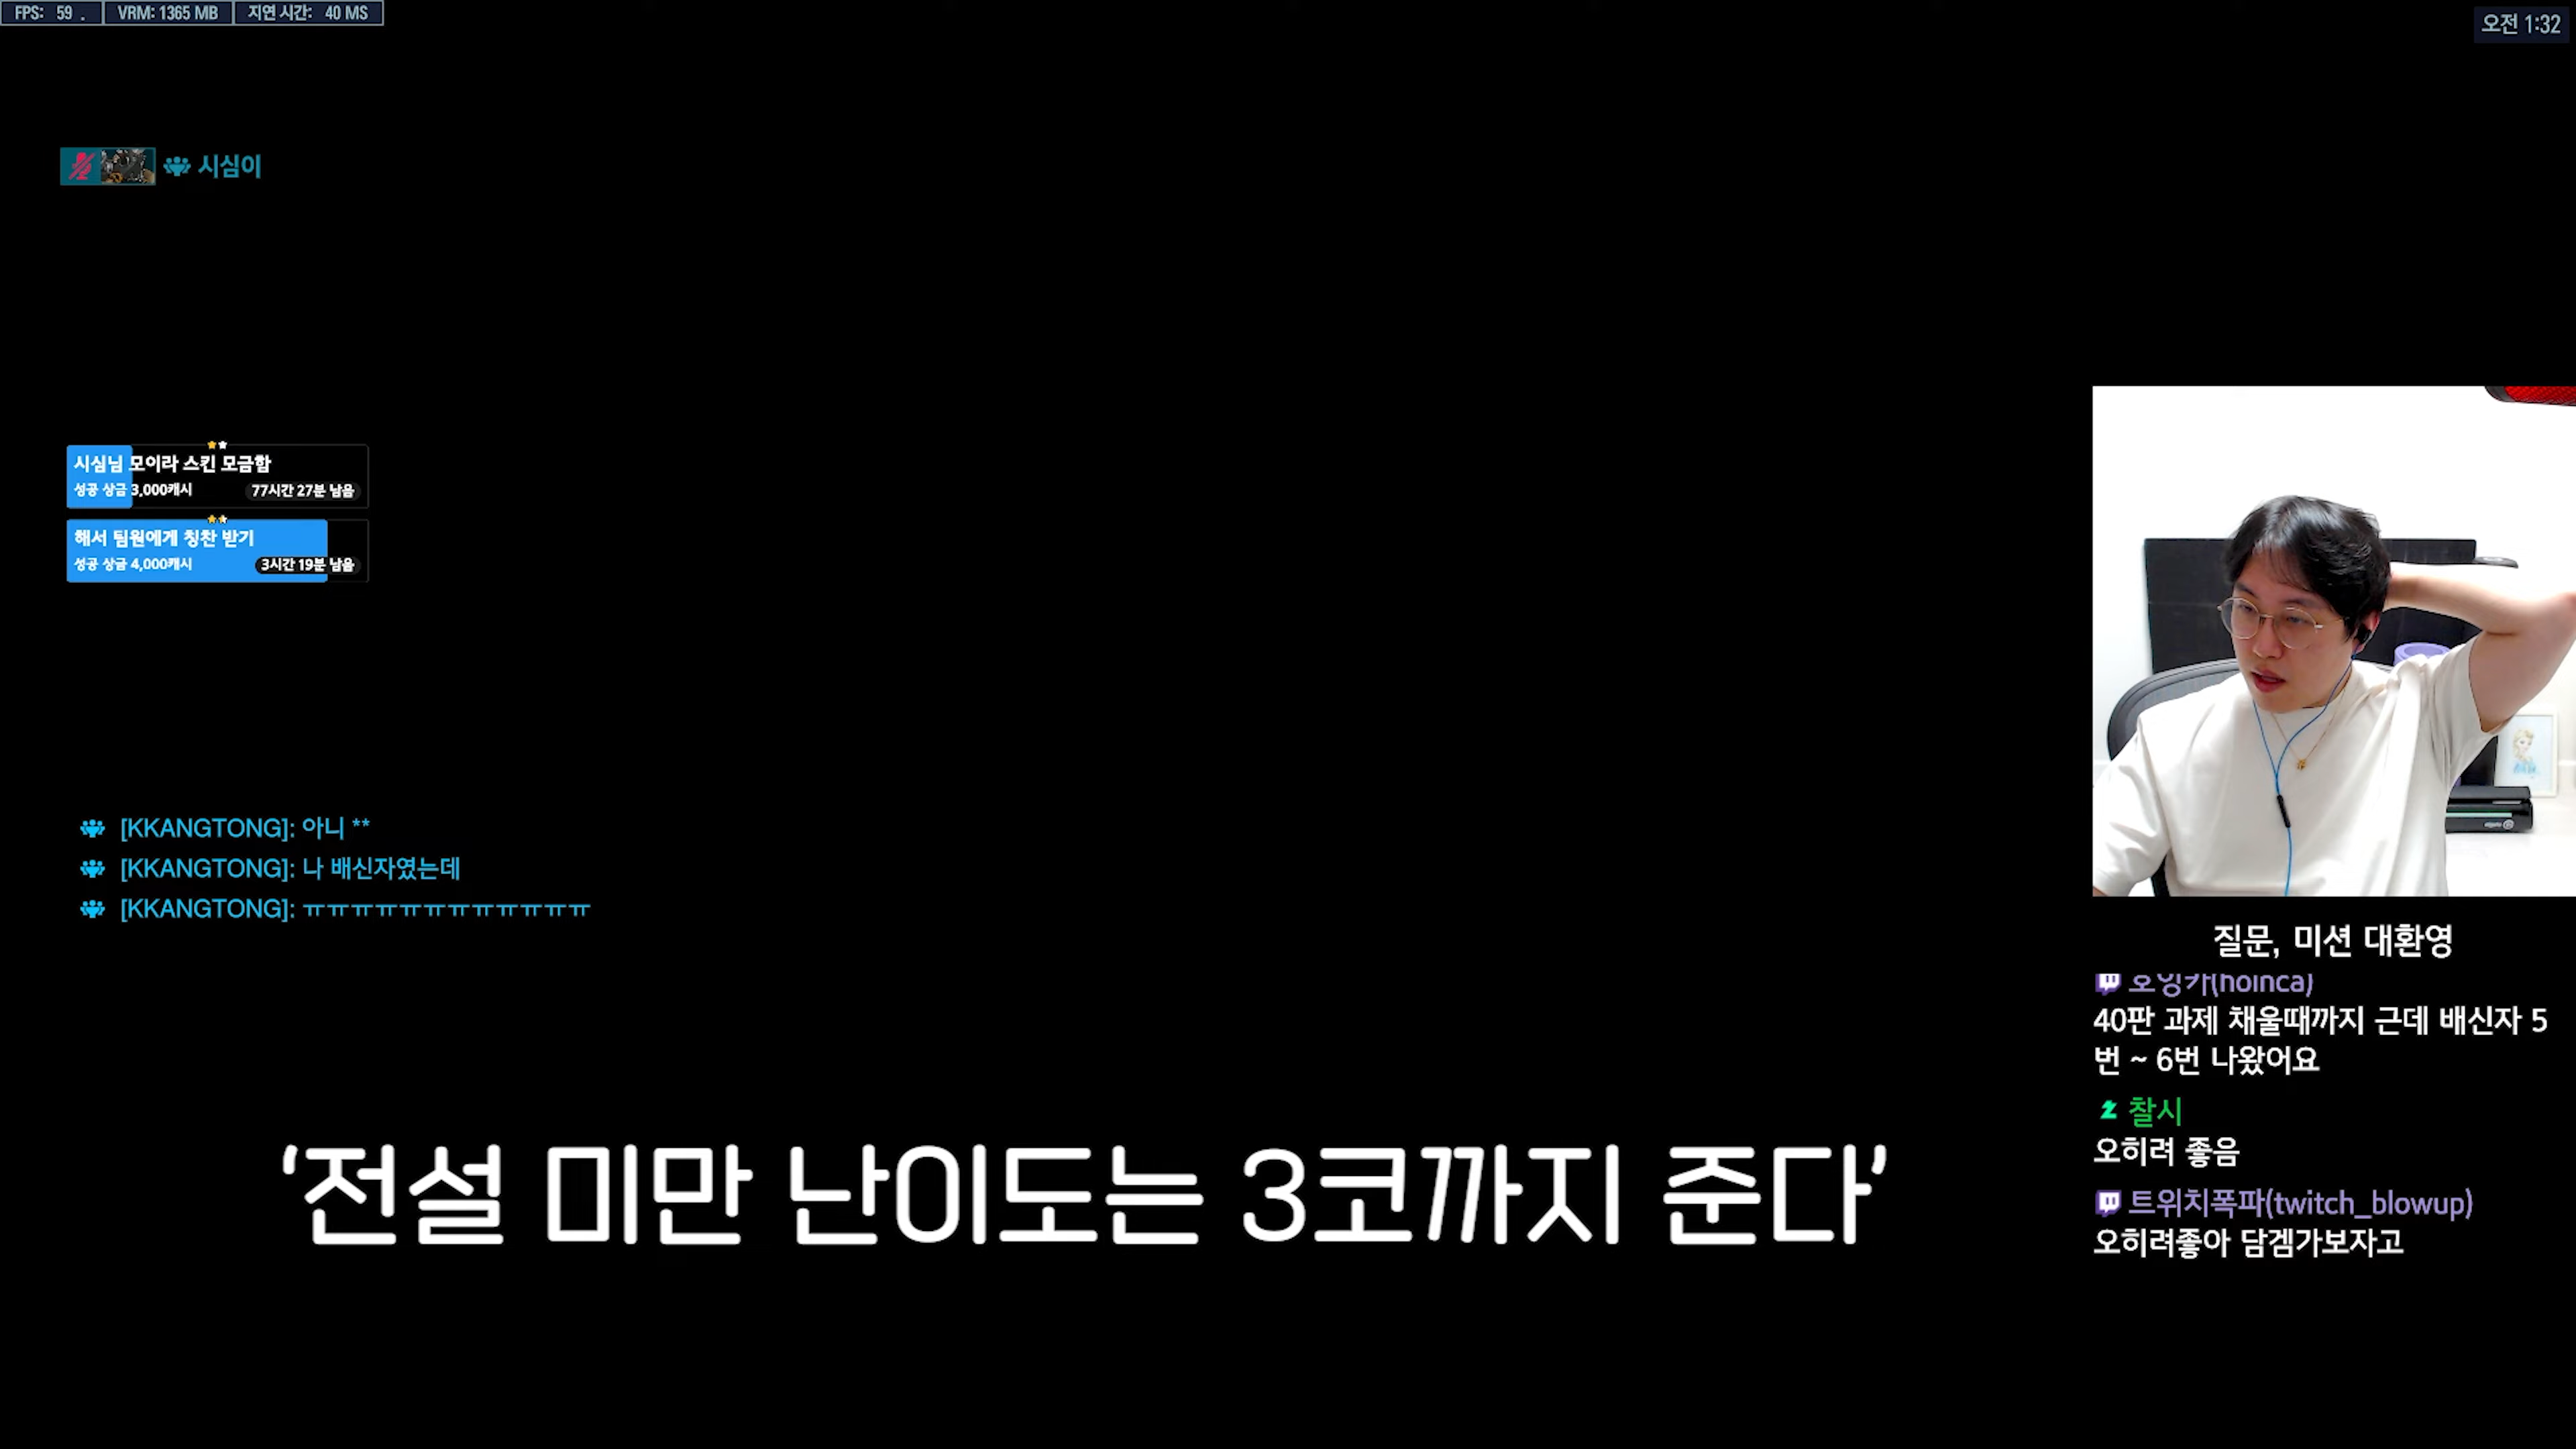 FPS: 59 .
VRM: 1365 MB
지연 시간: 40 MS
오전 1:32
시심이
시심님 모이라 스킨 모금함
성공 상금 3,000캐시
77시간 27분 남음
해서 팀원에게 칭찬 받기
성공 상금 4,000캐시
3시간 19분 남음
[KKANGTONG]: 아니 **
[KKANGTONG]: 나 배신자였는데
[KKANGTONG]: ㅠㅠㅠㅠㅠㅠㅠㅠㅠㅠㅠㅠ
질문, 미션 대환영
호잉카(hoinca)
40판 과제 채울때까지 근데 배신자 5
번 ~ 6번 나왔어요
찰시
오히려 좋음
트위치폭파(twitch_blowup)
오히려좋아 담겜가보자고
'전설 미만 난이도는 3코까지 준다'